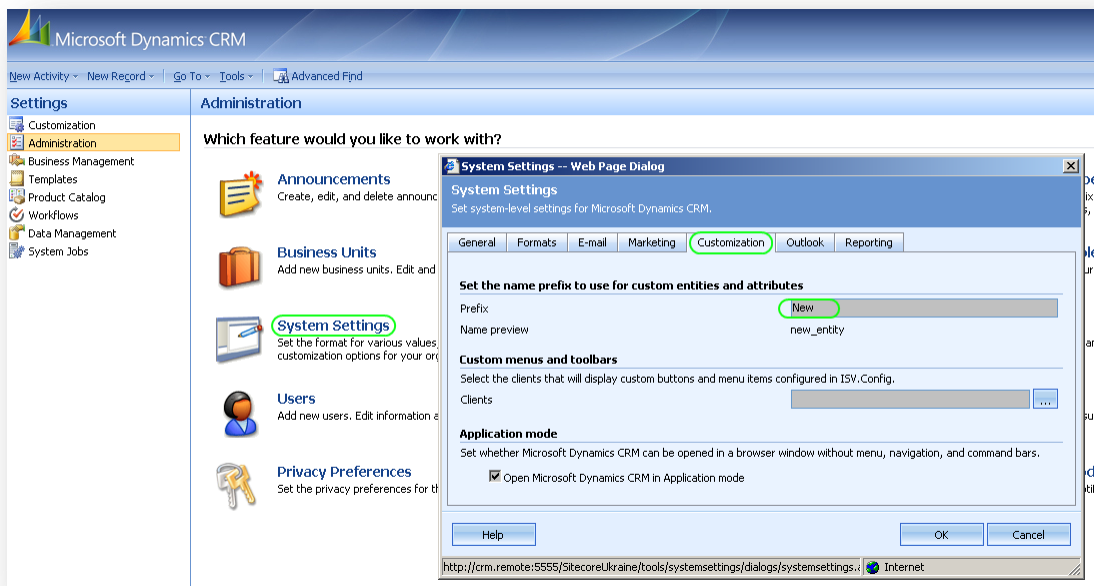 Microsoft Dynamics CRM
New Activity New Record Go To Tools Advanced Find
Settings
Customization
Administration
Business Management
Templates
Product Catalog
Workflows
Data Management
System Jobs
Administration
Which feature would you like to work with?
Announcements
Create, edit, and delete announc
Business Units
Add new business units. Edit and
System Settings
Set the format for various values,
customization options for your org
Users
Add new users. Edit information a
Privacy Preferences
Set the privacy preferences for th
System Settings -- Web Page Dialog
System Settings
Set system-level settings for Microsoft Dynamics CRM.
General Formats E-mail Marketing Customization Outlook Reporting
Set the name prefix to use for custom entities and attributes
Prefix New
Name preview new_entity
Custom menus and toolbars
Select the clients that will display custom buttons and menu items configured in ISV.Config.
Clients ...
Application mode
Set whether Microsoft Dynamics CRM can be opened in a browser window without menu, navigation, and command bars.
Open Microsoft Dynamics CRM in Application mode
Help OK Cancel
http://crm.remote:5555/SitecoreUkraine/tools/systemsettings/dialogs/systemsettings.a Internet